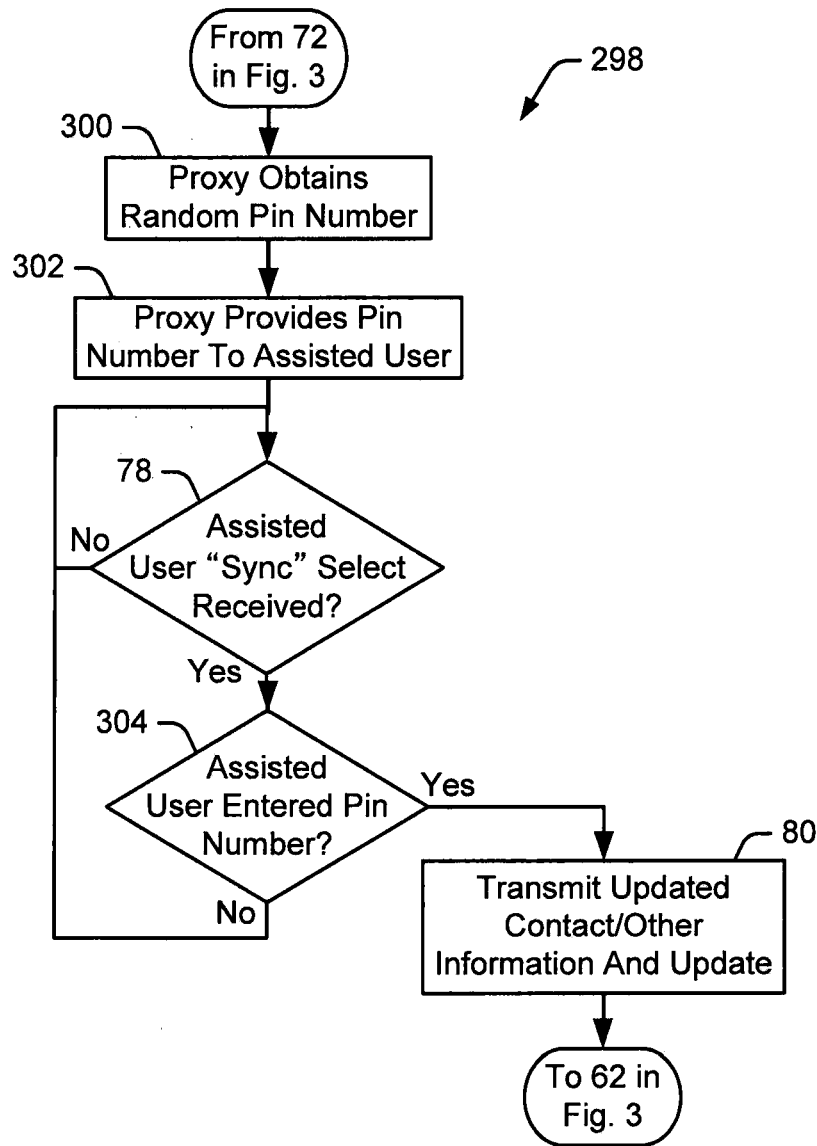 From 72
in Fig. 3
298
300
Proxy Obtains
Random Pin Number
302
Proxy Provides Pin
Number To Assisted User
78
No
Assisted
User “Sync” Select
Received?
Yes
304
Assisted
User Entered Pin
Number?
Yes
No
80
Transmit Updated
Contact/Other
Information And Update
To 62 in
Fig. 3